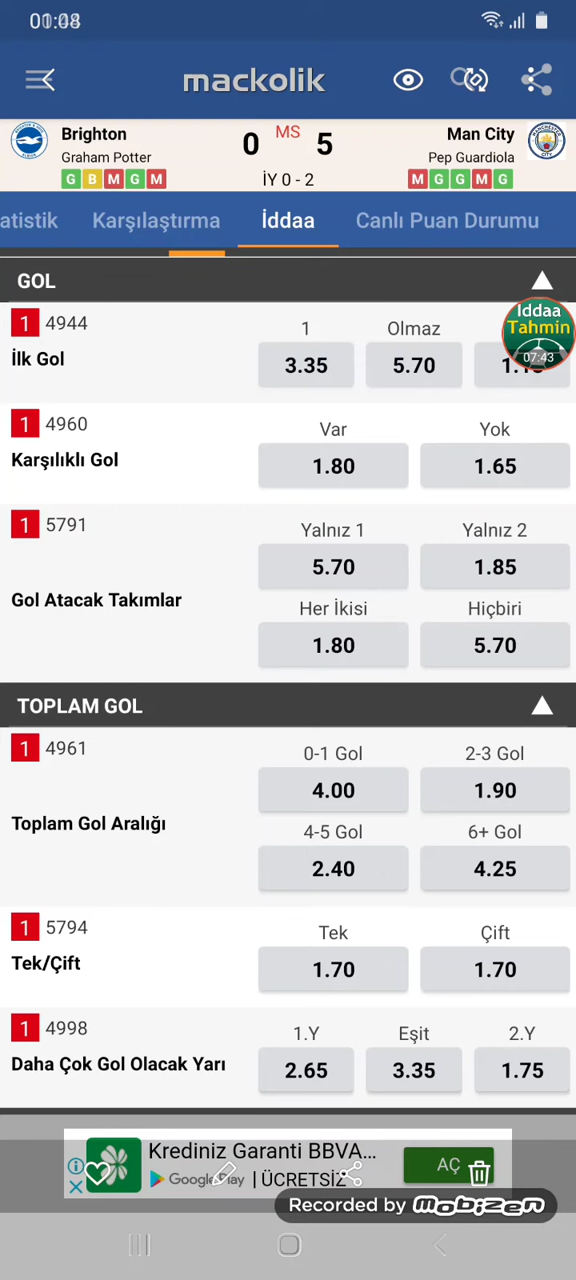 mackolik
Brighton
Graham Potter
G B M G M
0 MS 5
İY 0 - 2
Man City
Pep Guardiola
M G G M G
atistik Karşılaştırma İddaa Canlı Puan Durumu
GOL
1 4944
İlk Gol
1 Olmaz
3.35 5.70
İddaa
Tahmin
07:43
1 4960
Karşılıklı Gol
Var Yok
1.80 1.65
1 5791
Gol Atacak Takımlar
Yalnız 1 Yalnız 2
5.70 1.85
Her İkisi Hiçbiri
1.80 5.70
TOPLAM GOL
1 4961
Toplam Gol Aralığı
0-1 Gol 2-3 Gol
4.00 1.90
4-5 Gol 6+ Gol
2.40 4.25
1 5794
Tek/Çift
Tek Çift
1.70 1.70
1 4998
Daha Çok Gol Olacak Yarı
1.Y Eşit 2.Y
2.65 3.35 1.75
Krediniz Garanti BBVA...
Google Play | ÜCRETSİZ
AÇ
Recorded by mobizen